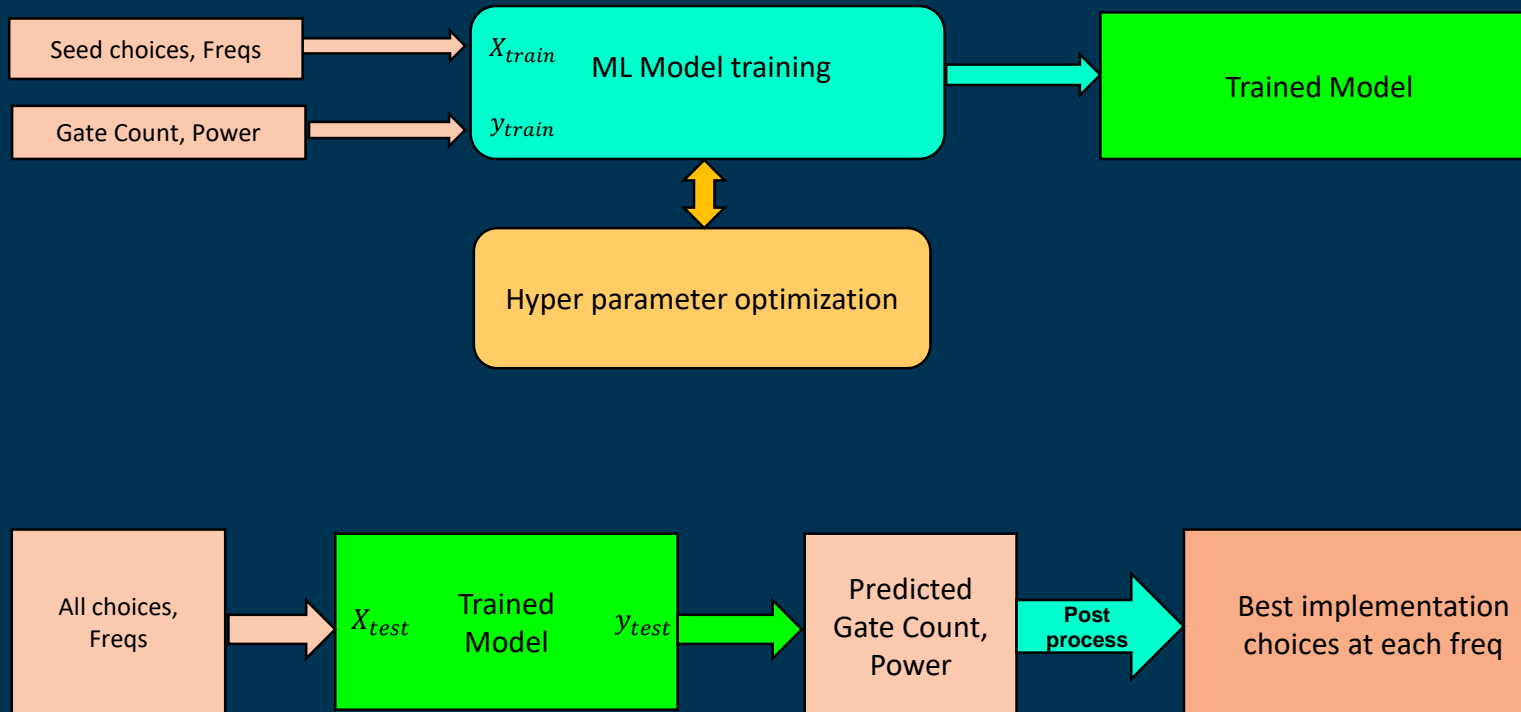 Seed choices, Freqs
Gate Count, Power
X_train
ML Model training
y_train
Trained Model
Hyper parameter optimization
All choices,
Freqs
X_test
Trained
Model
y_test
Predicted
Gate Count,
Power
Post
process
Best implementation
choices at each freq